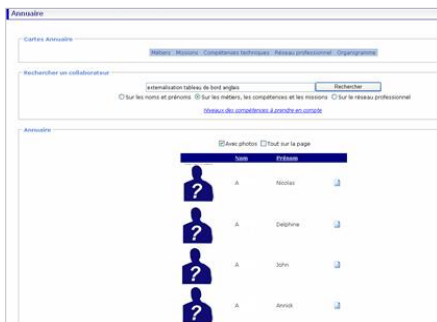 Annuaire
Cartes Annuaire
Métiers Missions Compétences techniques Réseau professionnel Organigramme
Rechercher un collaborateur
externalisation tableau de bord anglais Rechercher
Sur les noms et prénoms Sur les métiers, les compétences et les missions Sur le réseau professionnel
Niveaux des compétences à prendre en compte
Annuaire
Avec photos Tout sur la page
Nom Prénom
? A Nicolas
? A Delphine
? A John
? A Annick